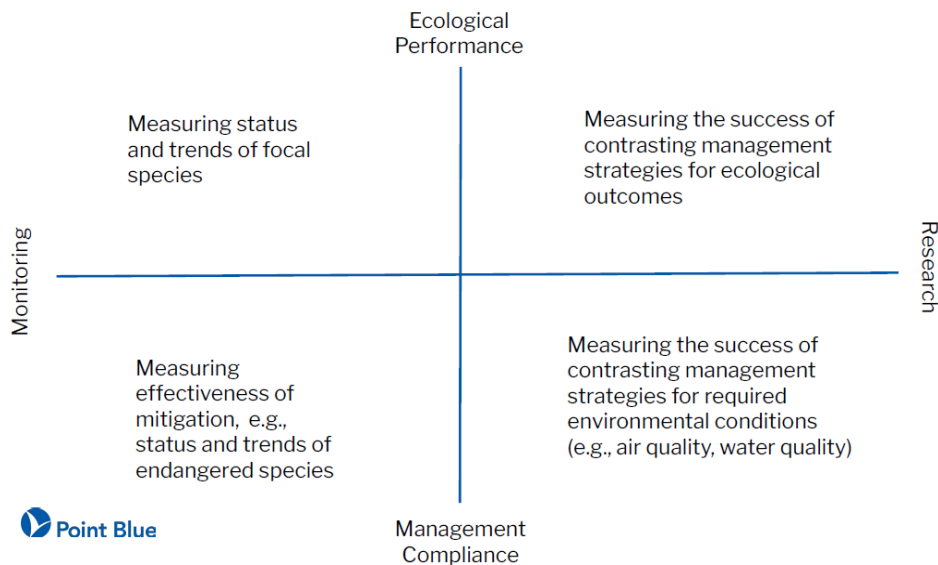 Ecological
Performance
Measuring status
and trends of focal
species
Measuring the success of
contrasting management
strategies for ecological
outcomes
Monitoring
Research
Measuring
effectiveness of
mitigation, e.g.,
status and trends of
endangered species
Measuring the success of
contrasting management
strategies for required
environmental conditions
(e.g., air quality, water quality)
Point Blue
Management
Compliance